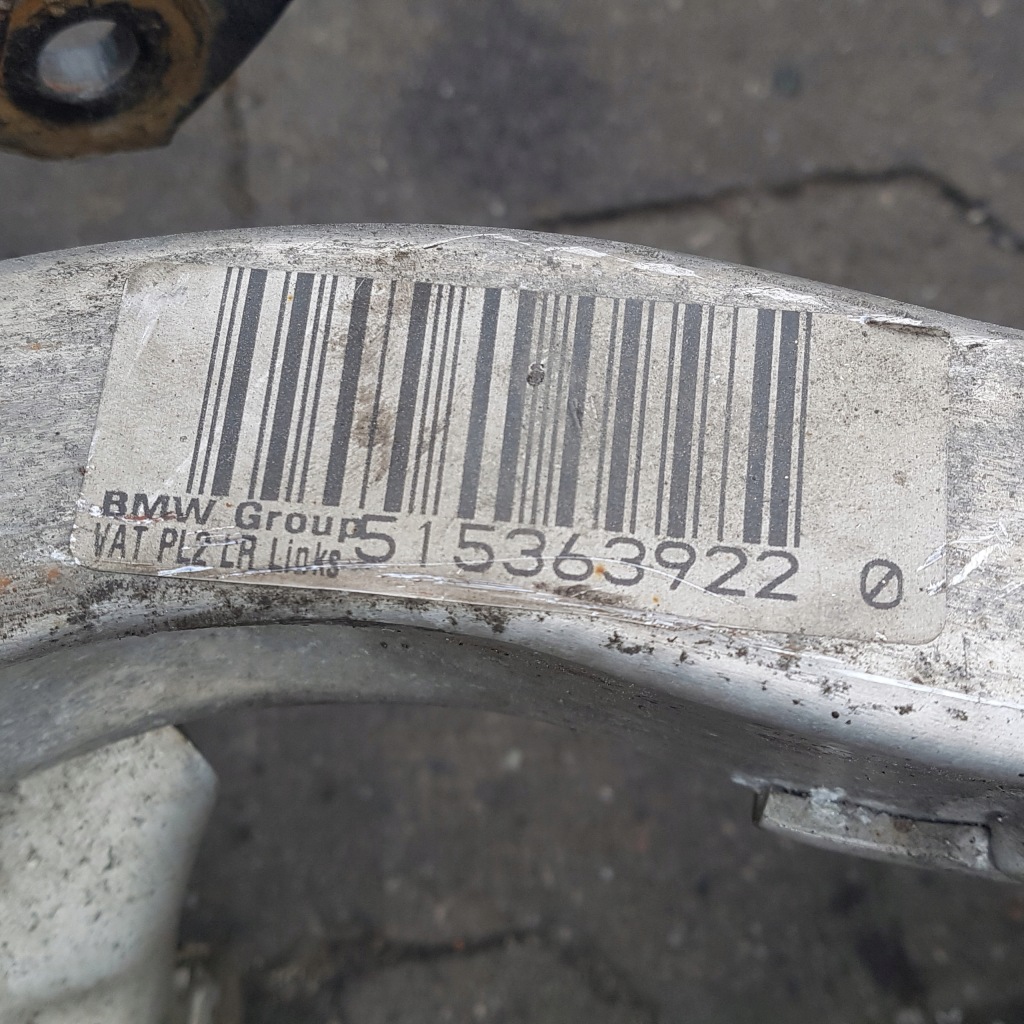 BMW Group 515363922 0
VAT PL2 LR Links